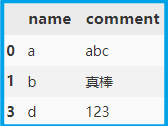 name comment
0 a abc
1 b 真棒
3 d 123